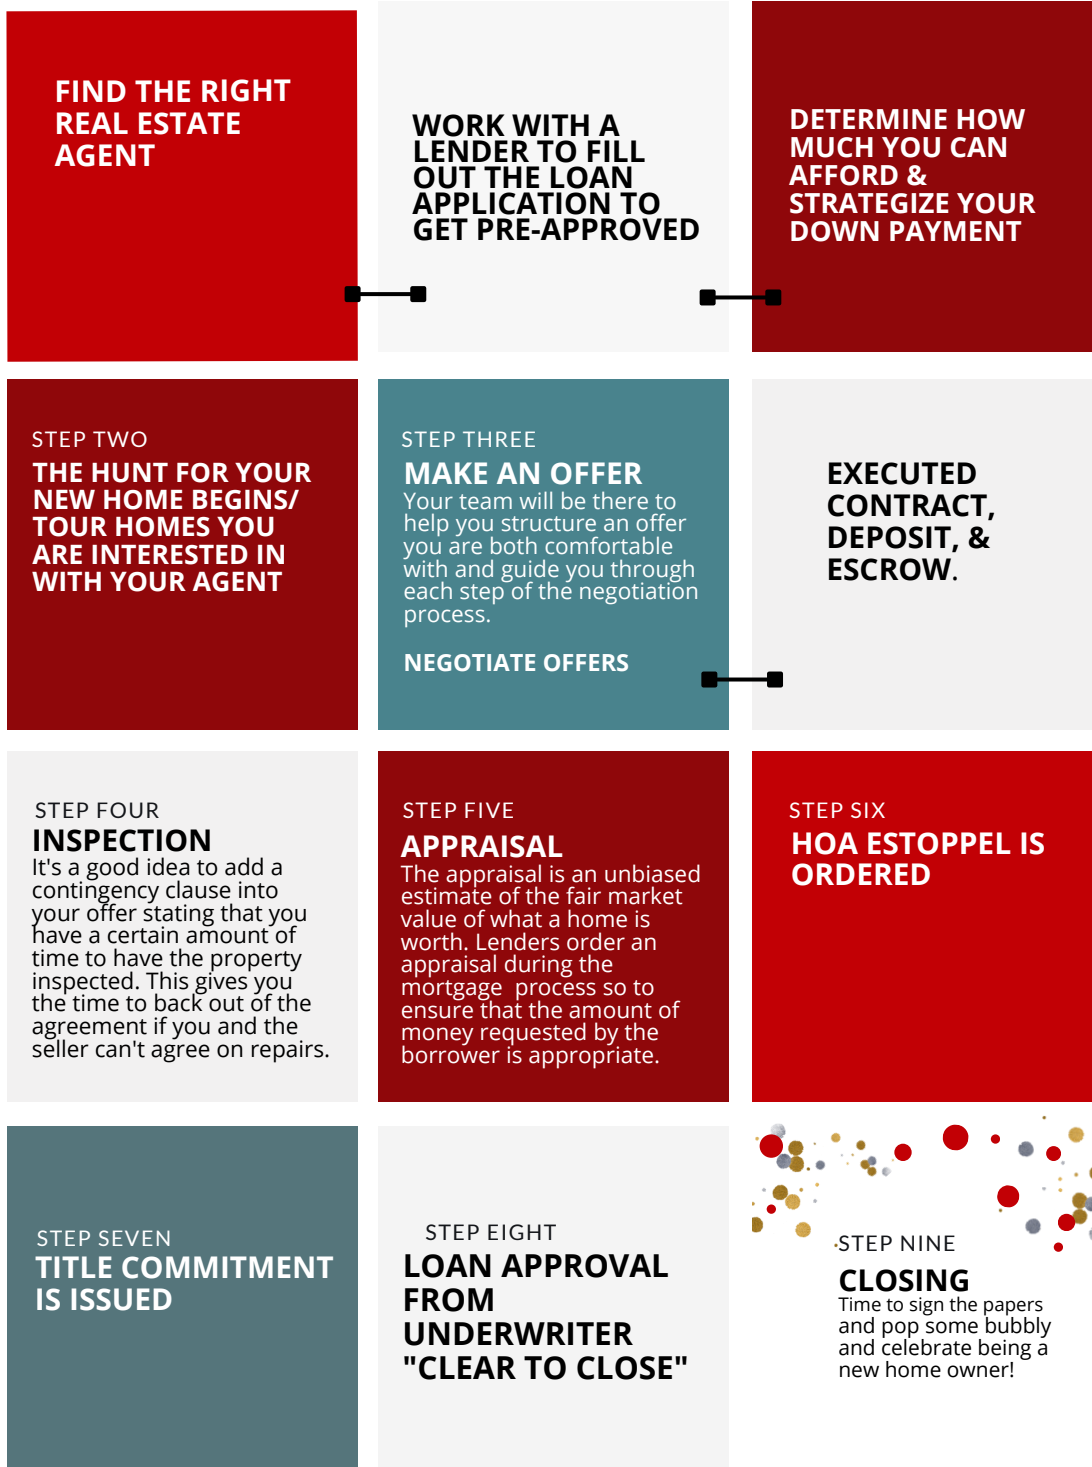 FIND THE RIGHT
REAL ESTATE
AGENT
WORK WITH A
LENDER TO FILL
OUT THE LOAN
APPLICATION TO
GET PRE-APPROVED
DETERMINE HOW
MUCH YOU CAN
AFFORD &
STRATEGIZE YOUR
DOWN PAYMENT
STEP TWO
THE HUNT FOR YOUR
NEW HOME BEGINS/
TOUR HOMES YOU
ARE INTERESTED IN
WITH YOUR AGENT
STEP THREE
MAKE AN OFFER
Your team will be there to
help you structure an offer
you are both comfortable
with and guide you through
each step of the negotiation
process.
NEGOTIATE OFFERS
EXECUTED
CONTRACT,
DEPOSIT, &
ESCROW.
STEP FOUR
INSPECTION
It's a good idea to add a
contingency clause into
your offer stating that you
have a certain amount of
time to have the property
inspected. This gives you
the time to back out of the
agreement if you and the
seller can't agree on repairs.
STEP FIVE
APPRAISAL
The appraisal is an unbiased
estimate of the fair market
value of what a home is
worth. Lenders order an
appraisal during the
mortgage  process so to
ensure that the amount of
money requested by the
borrower is appropriate.
STEP SIX
HOA ESTOPPEL IS
ORDERED
STEP SEVEN
TITLE COMMITMENT
IS ISSUED
STEP EIGHT
LOAN APPROVAL
FROM
UNDERWRITER
"CLEAR TO CLOSE"
STEP NINE
CLOSING
Time to sign the papers
and pop some bubbly
and celebrate being a
new home owner!